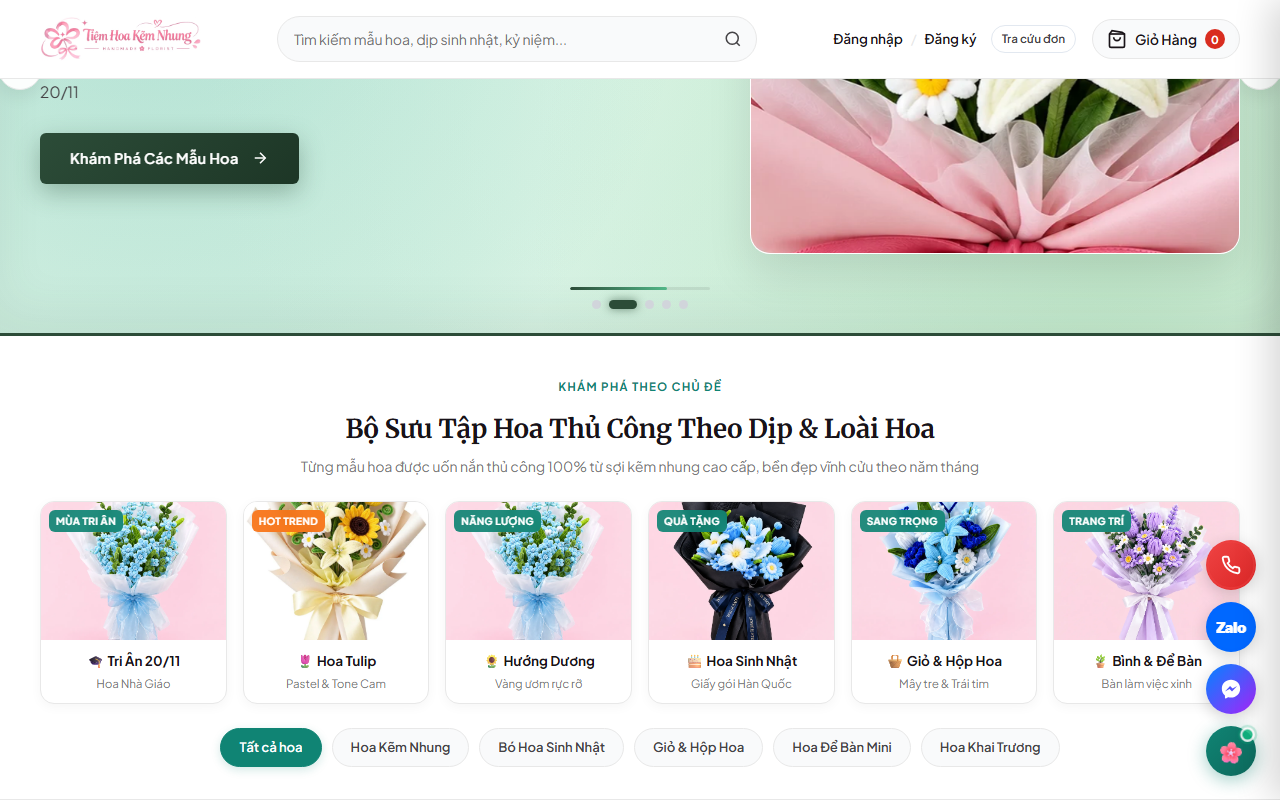 Tiệm Hoa Kẽm Nhung
HANDMADE FLORIST
Tìm kiếm mẫu hoa, dịp sinh nhật, kỷ niệm...
Đăng nhập / Đăng ký
Tra cứu đơn
Giỏ Hàng 0
20/11
Khám Phá Các Mẫu Hoa →
KHÁM PHÁ THEO CHỦ ĐỀ
Bộ Sưu Tập Hoa Thủ Công Theo Dịp & Loài Hoa
Từng mẫu hoa được uốn nắn thủ công 100% từ sợi kẽm nhung cao cấp, bền đẹp vĩnh cửu theo năm tháng
MÙA TRI ÂN
HOT TREND
NĂNG LƯỢNG
QUÀ TẶNG
SANG TRỌNG
TRANG TRÍ
Tri Ân 20/11
Hoa Nhà Giáo
Hoa Tulip
Pastel & Tone Cam
Hướng Dương
Vàng ươm rực rỡ
Hoa Sinh Nhật
Giấy gói Hàn Quốc
Giỏ & Hộp Hoa
Mây tre & Trái tim
Bình & Để Bàn
Bàn làm việc xinh
Zalo
Tất cả hoa
Hoa Kẽm Nhung
Bó Hoa Sinh Nhật
Giỏ & Hộp Hoa
Hoa Để Bàn Mini
Hoa Khai Trương